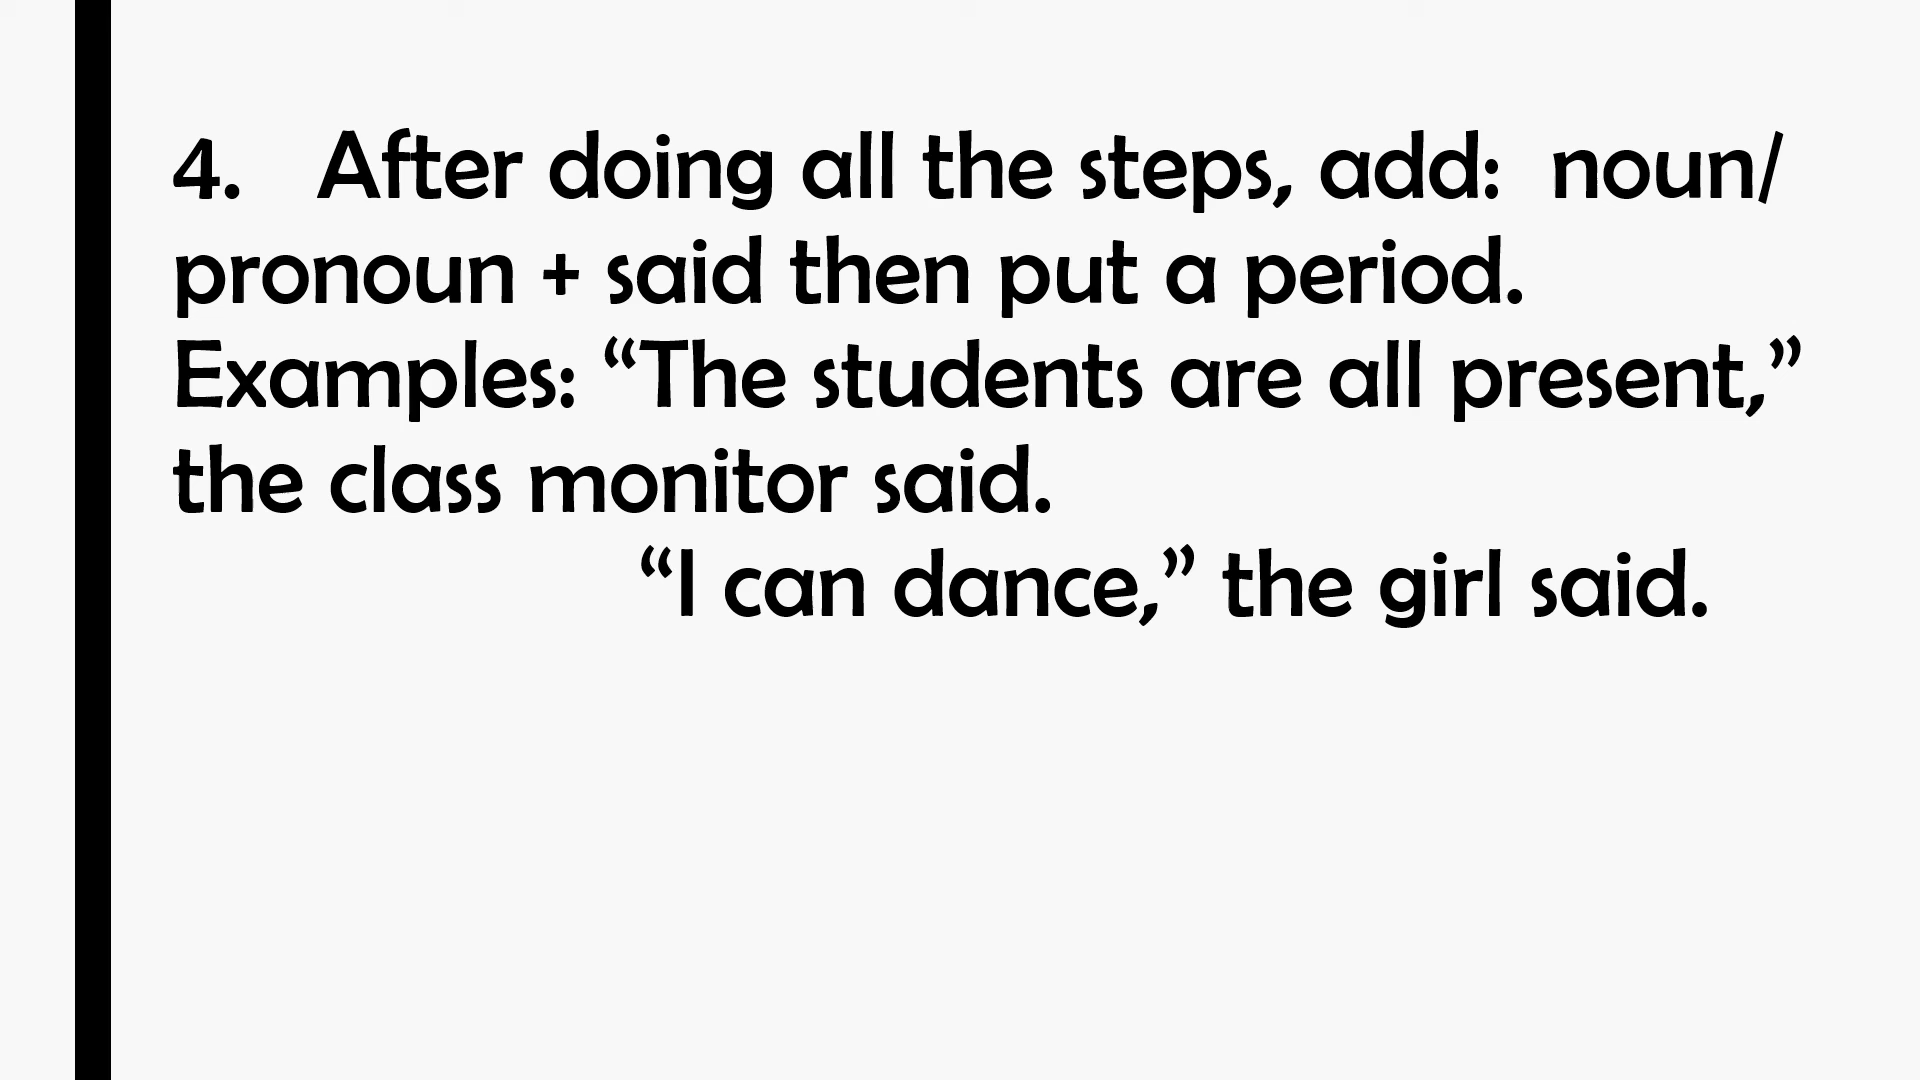 4. After doing all the steps, add: noun/
pronoun + said then put a period.
Examples: “The students are all present,”
the class monitor said.
“I can dance,” the girl said.